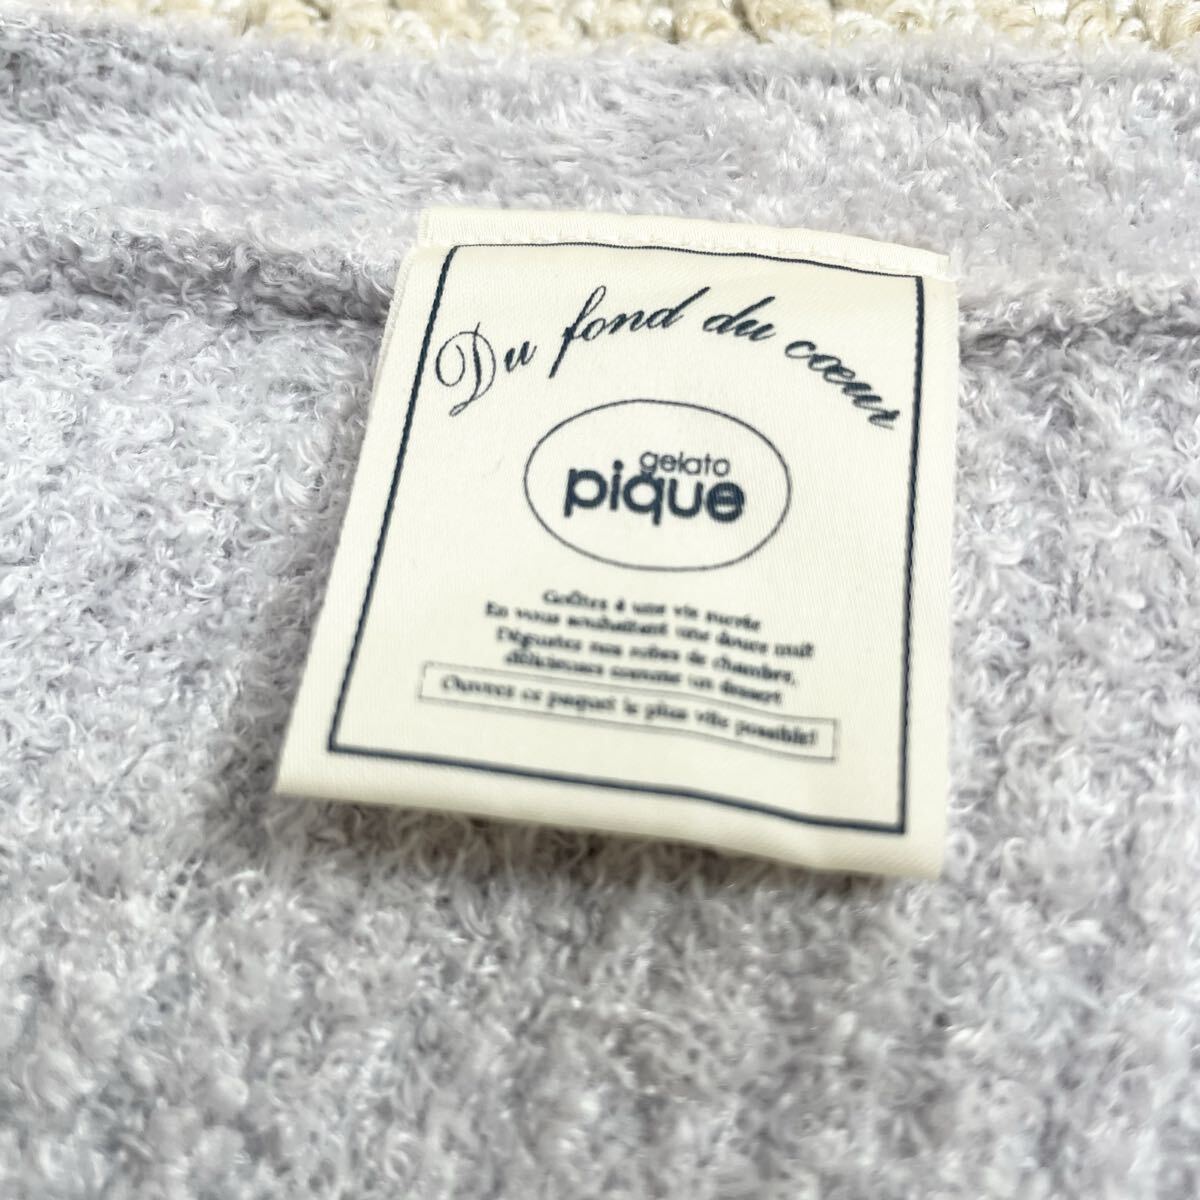 Du fond du cœur
gelato
pique
Goûtez à une vie sucrée
En vous souhaitant une douce nuit
Dégustez nos robes de chambre,
délicieuses comme un dessert
Ouvrez ce paquet le plus vite possible!